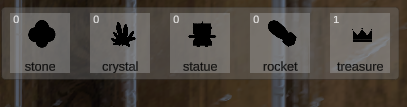 0 0 0 0 1
stone crystal statue rocket treasure